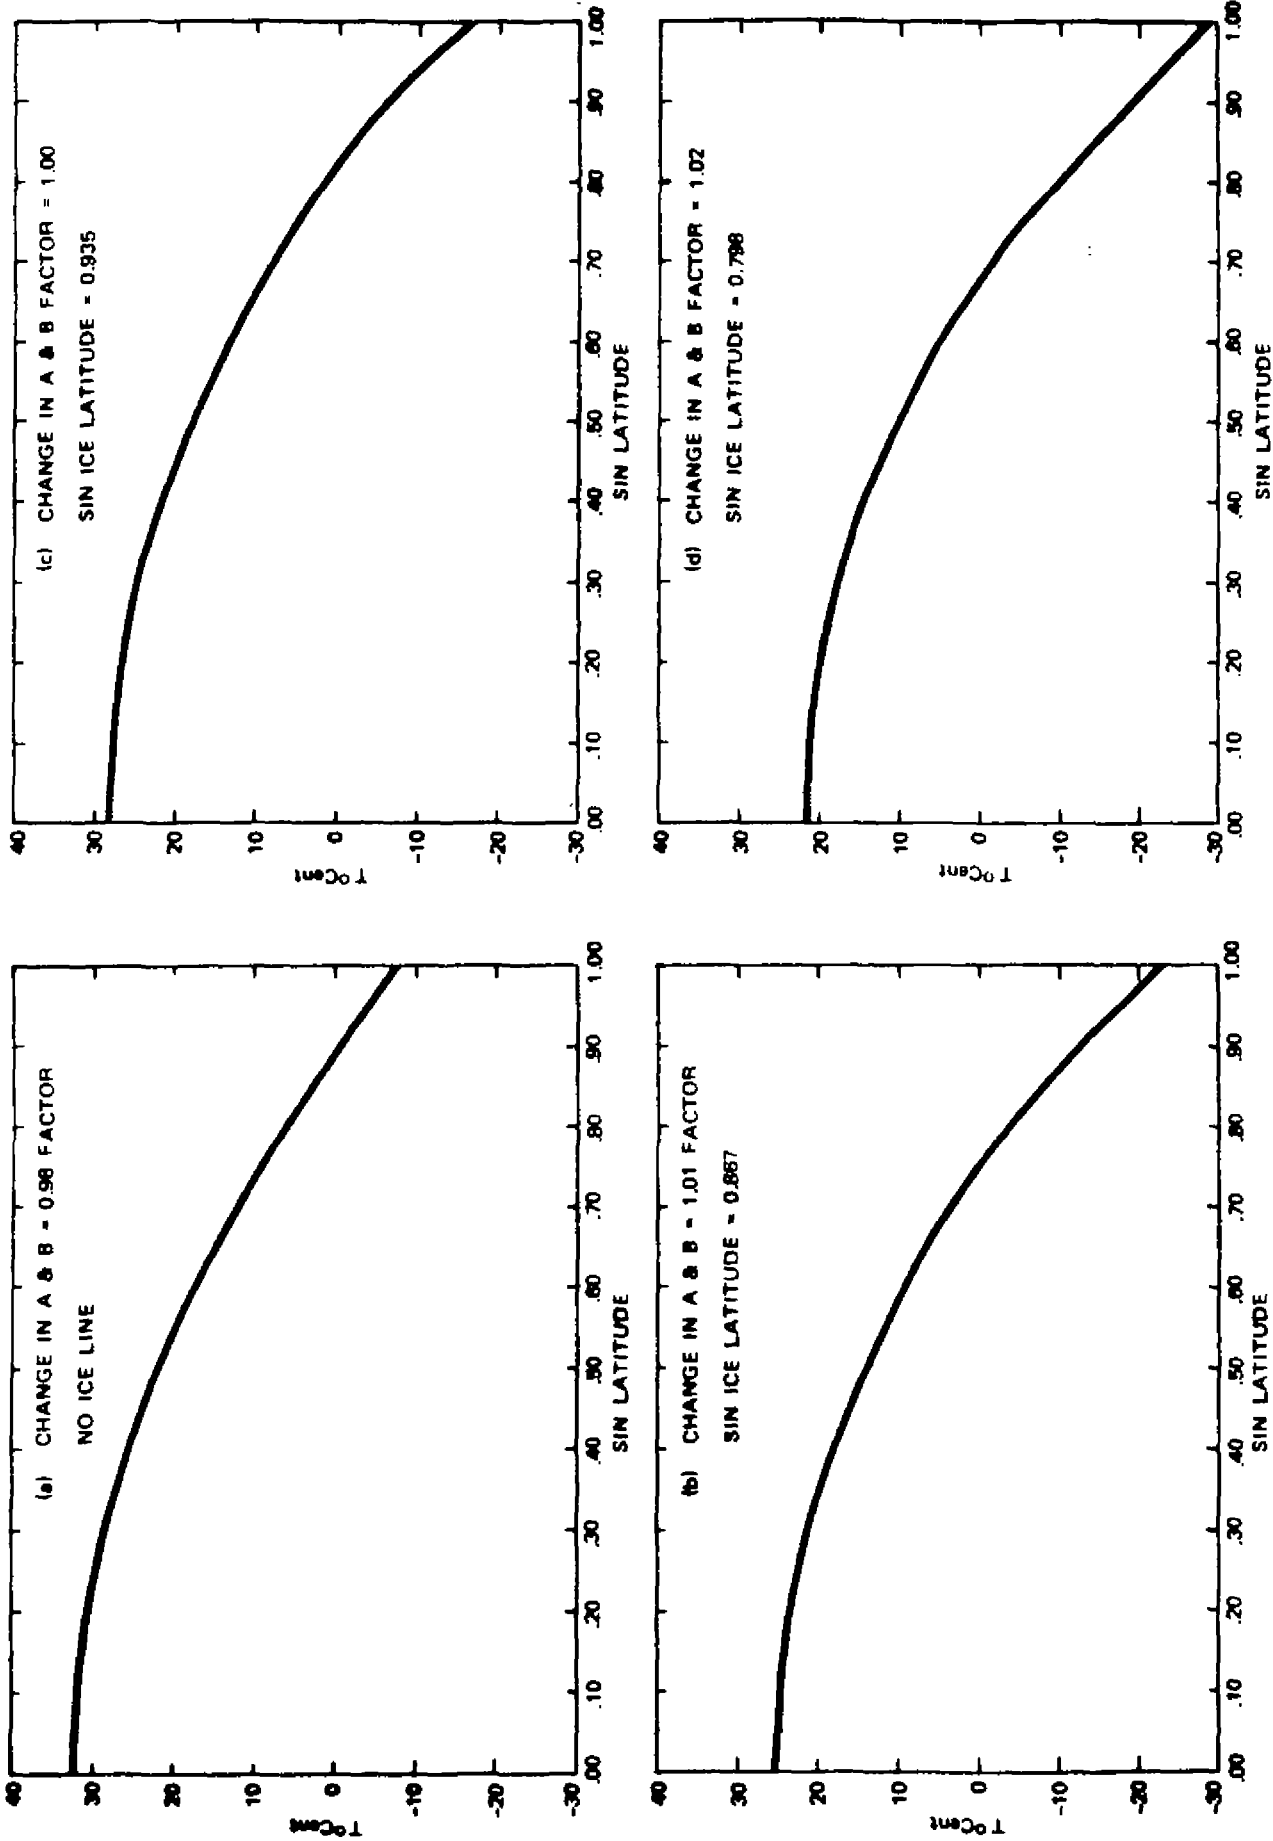 (a) CHANGE IN A & B = 0.98 FACTOR
NO ICE LINE
40
30
20
10
0
-10
-20
-30
T°Cent
.00 .10 .20 .30 .40 .50 .60 .70 .80 .90 1.00
SIN LATITUDE
(b) CHANGE IN A & B = 1.01 FACTOR
SIN ICE LATITUDE = 0.867
40
30
20
10
0
-10
-20
-30
T°Cent
.00 .10 .20 .30 .40 .50 .60 .70 .80 .90 1.00
SIN LATITUDE
(c) CHANGE IN A & B FACTOR = 1.00
SIN ICE LATITUDE = 0.935
40
30
20
10
0
-10
-20
-30
T°Cent
.00 .10 .20 .30 .40 .50 .60 .70 .80 .90 1.00
SIN LATITUDE
(d) CHANGE IN A & B FACTOR = 1.02
SIN ICE LATITUDE = 0.798
40
30
20
10
0
-10
-20
-30
T°Cent
.00 .10 .20 .30 .40 .50 .60 .70 .80 .90 1.00
SIN LATITUDE